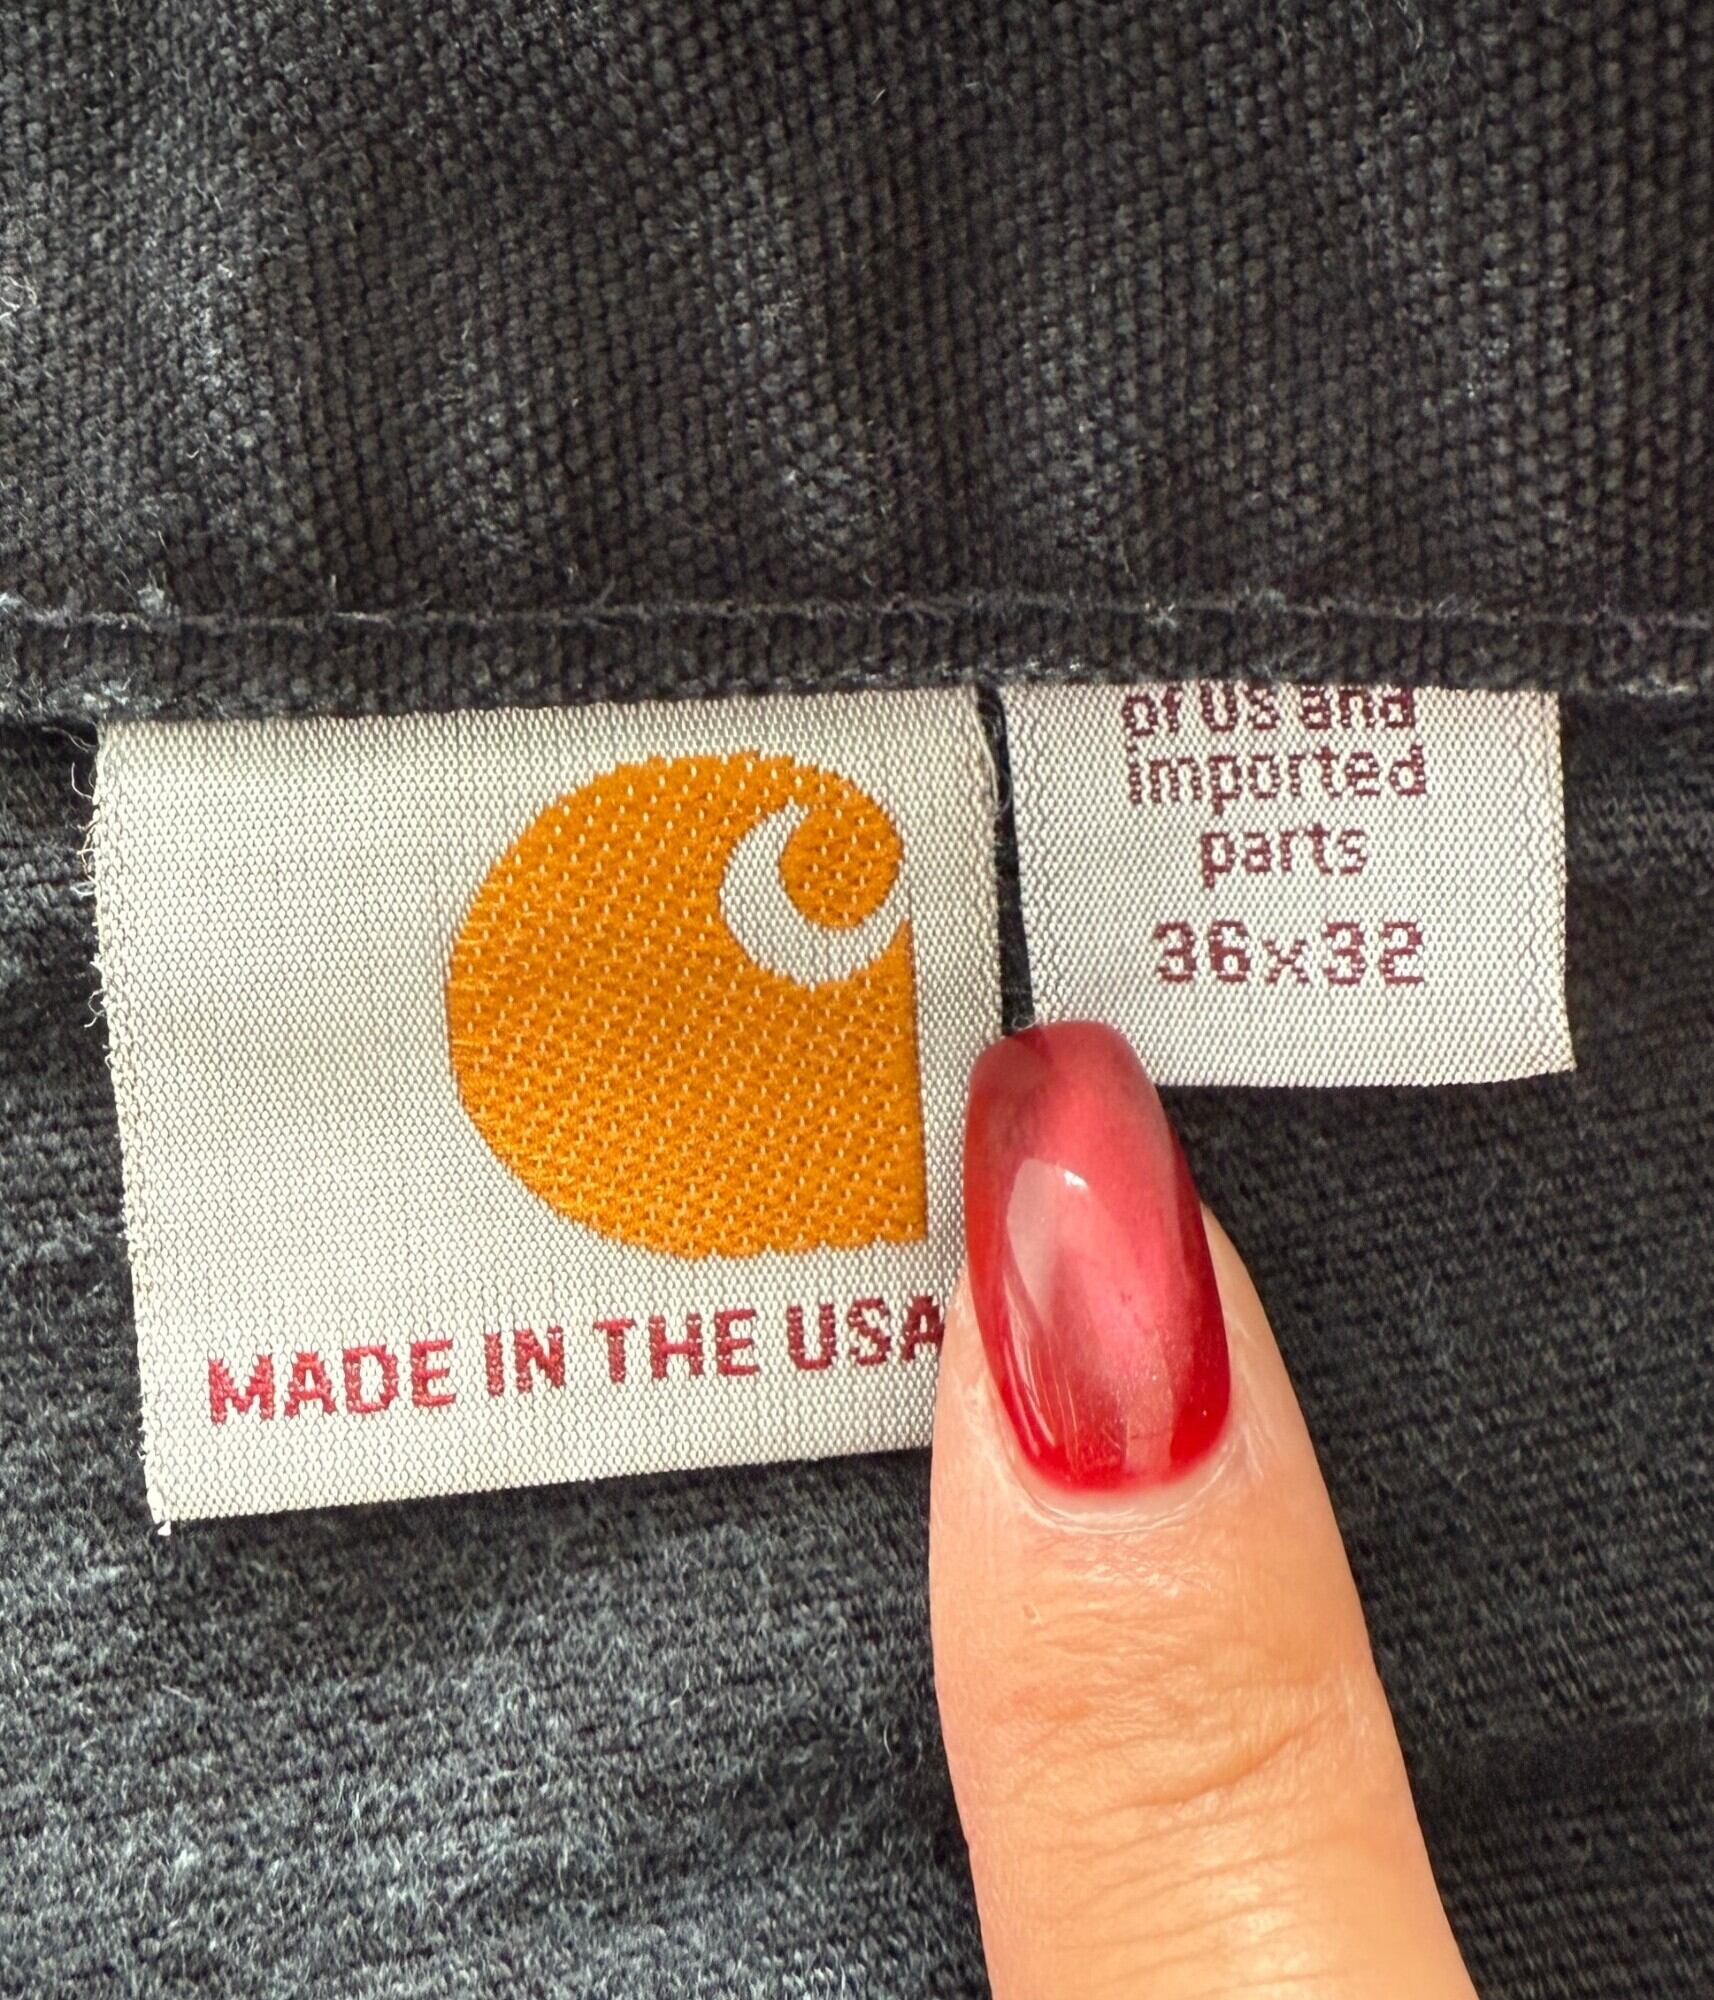 MADE IN THE USA
of US and
imported
parts
36x32